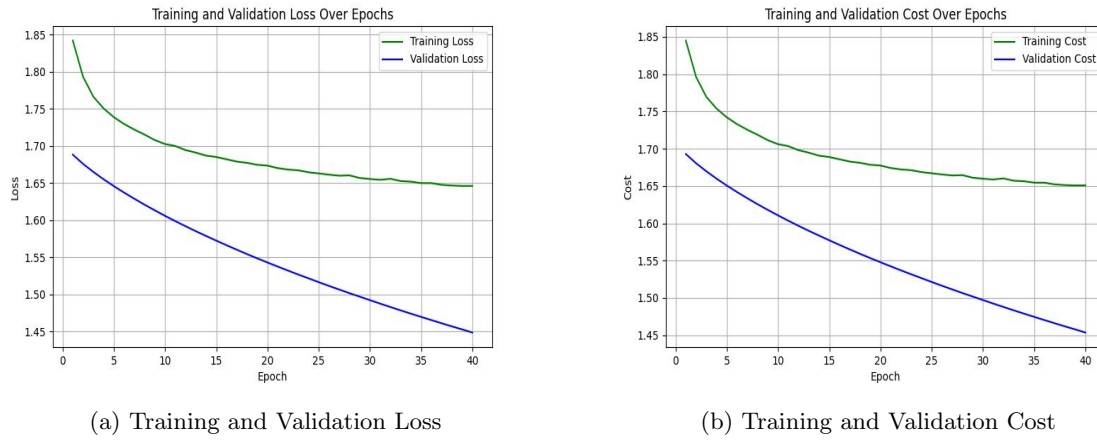 Training and Validation Loss Over Epochs
Training Loss
Validation Loss
1.85
1.80
1.75
1.70
1.65
1.60
1.55
1.50
1.45
Loss
0 5 10 15 20 25 30 35 40
Epoch
(a) Training and Validation Loss
Training and Validation Cost Over Epochs
Training Cost
Validation Cost
1.85
1.80
1.75
1.70
1.65
1.60
1.55
1.50
1.45
Cost
0 5 10 15 20 25 30 35 40
Epoch
(b) Training and Validation Cost